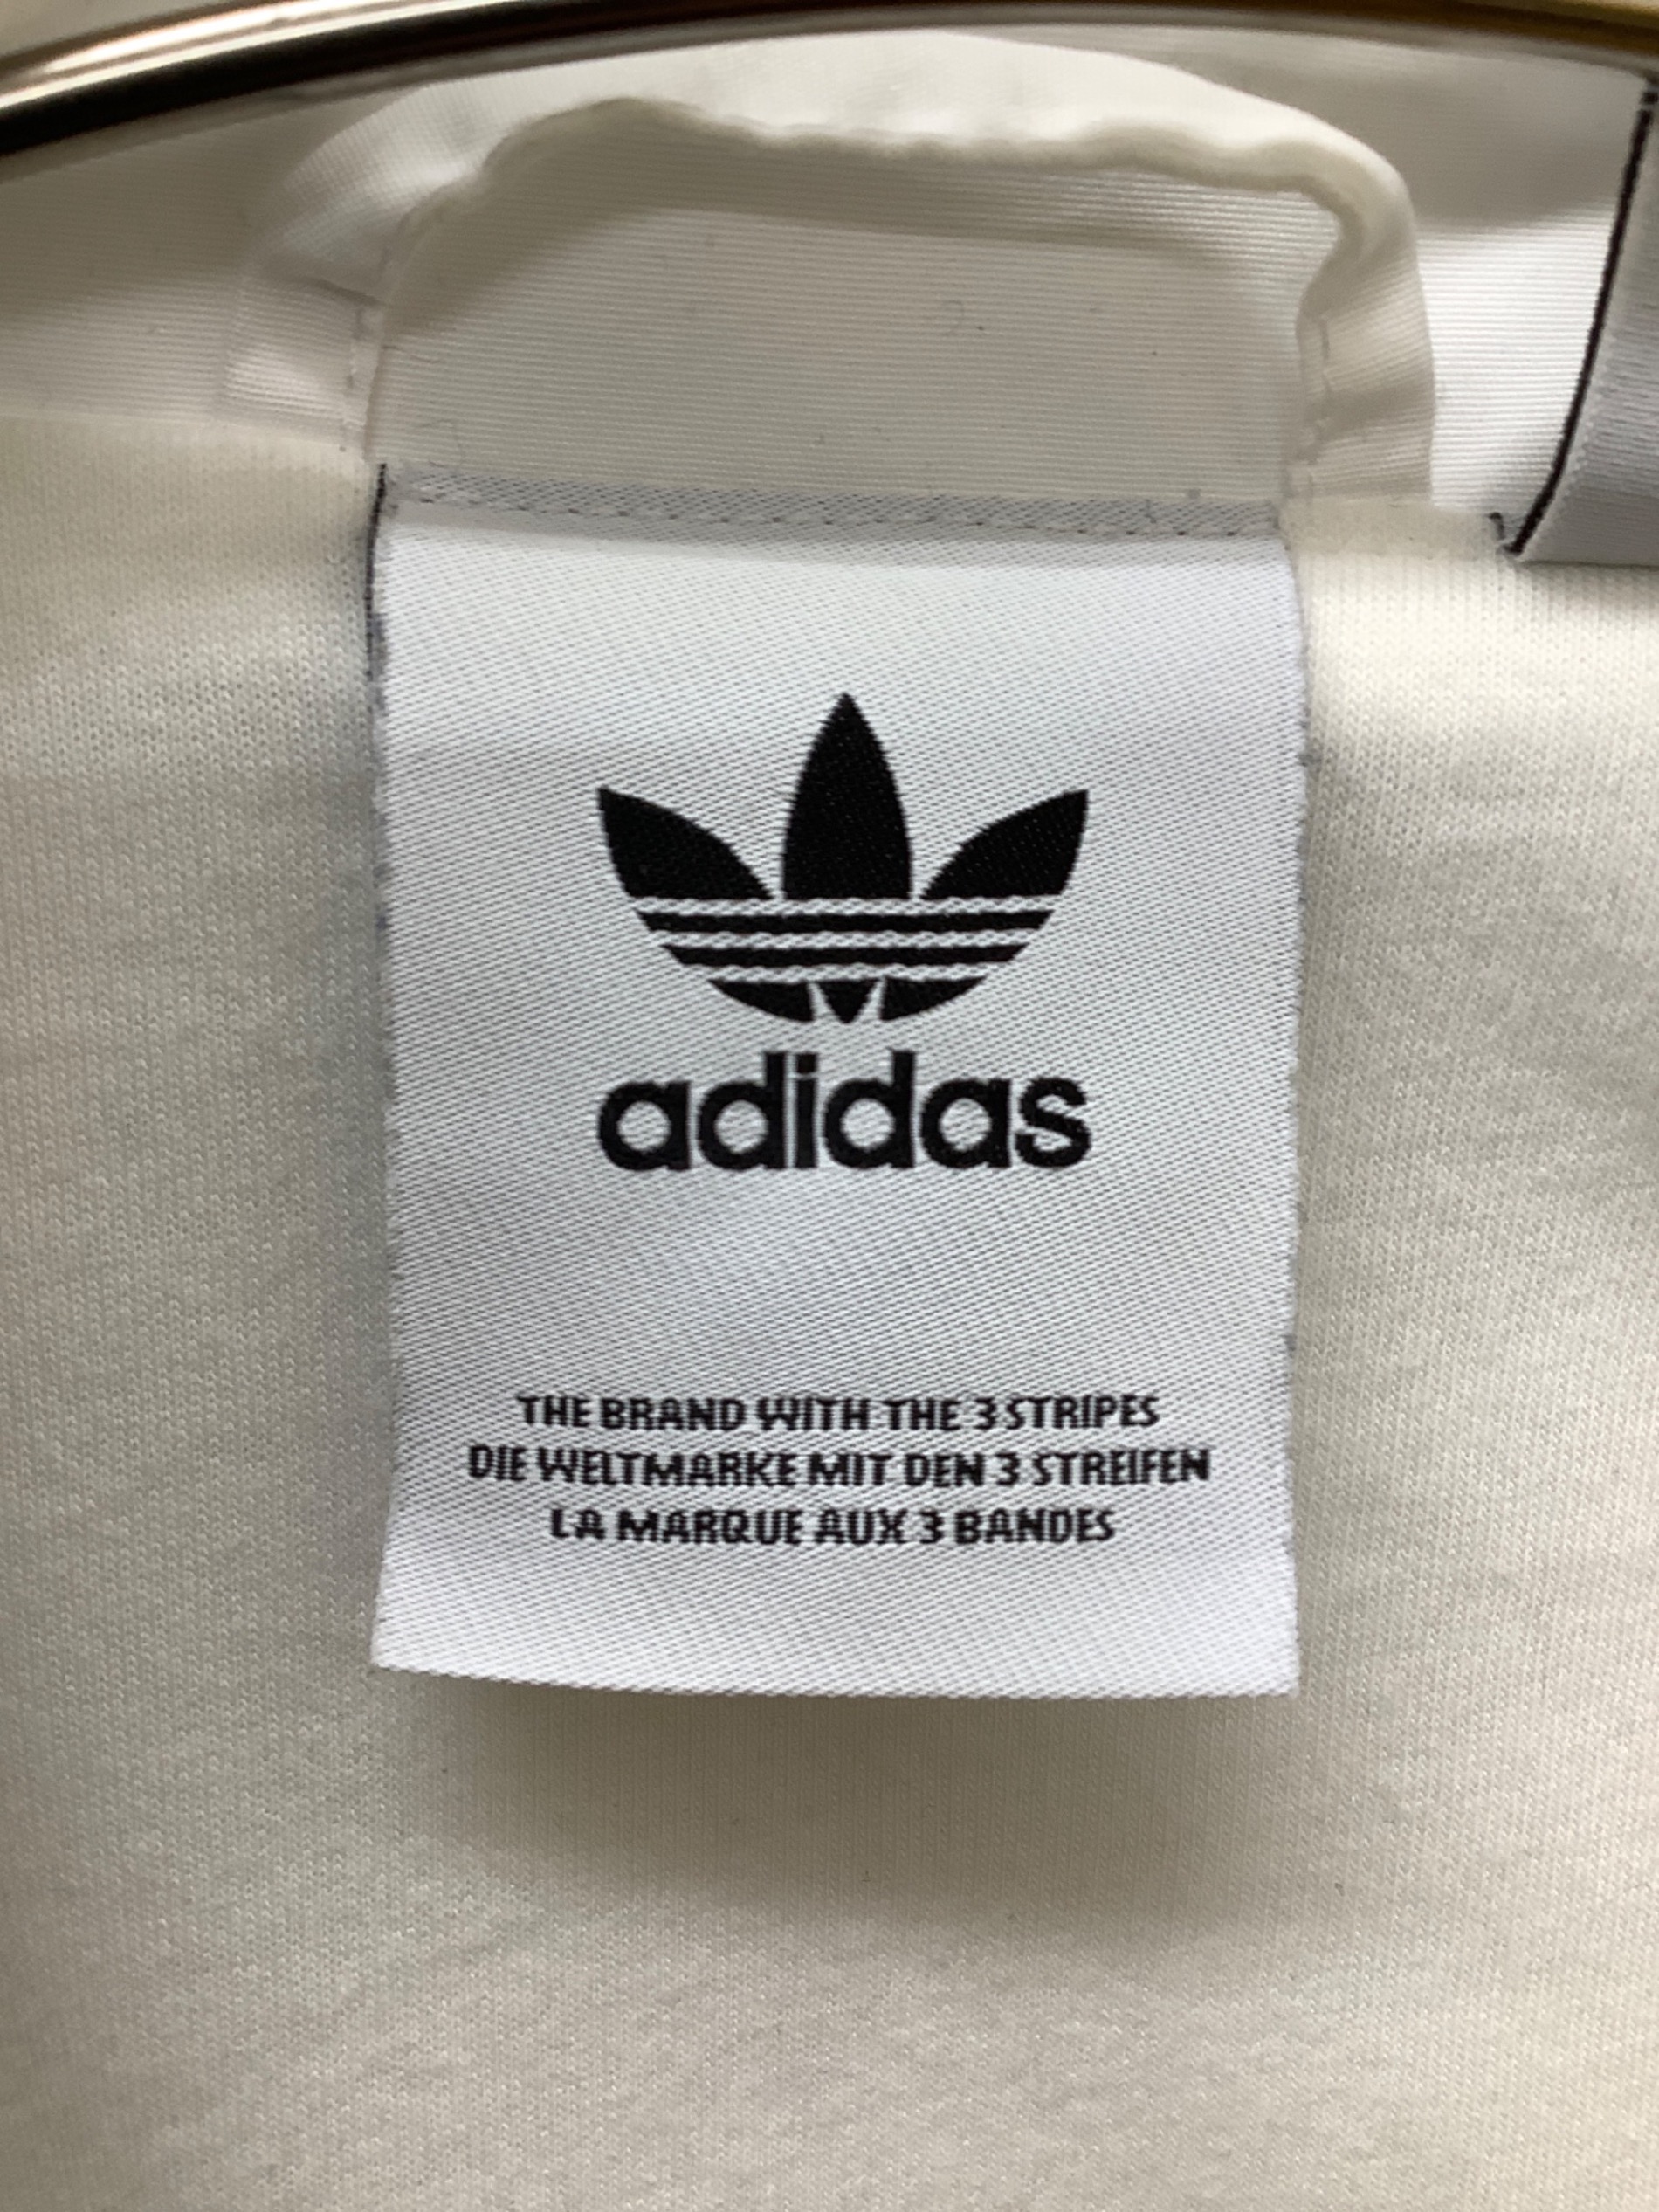 adidas
THE BRAND WITH THE 3 STRIPES
DIE WELTMARKE MIT DEN 3 STREIFEN
LA MARQUE AUX 3 BANDES